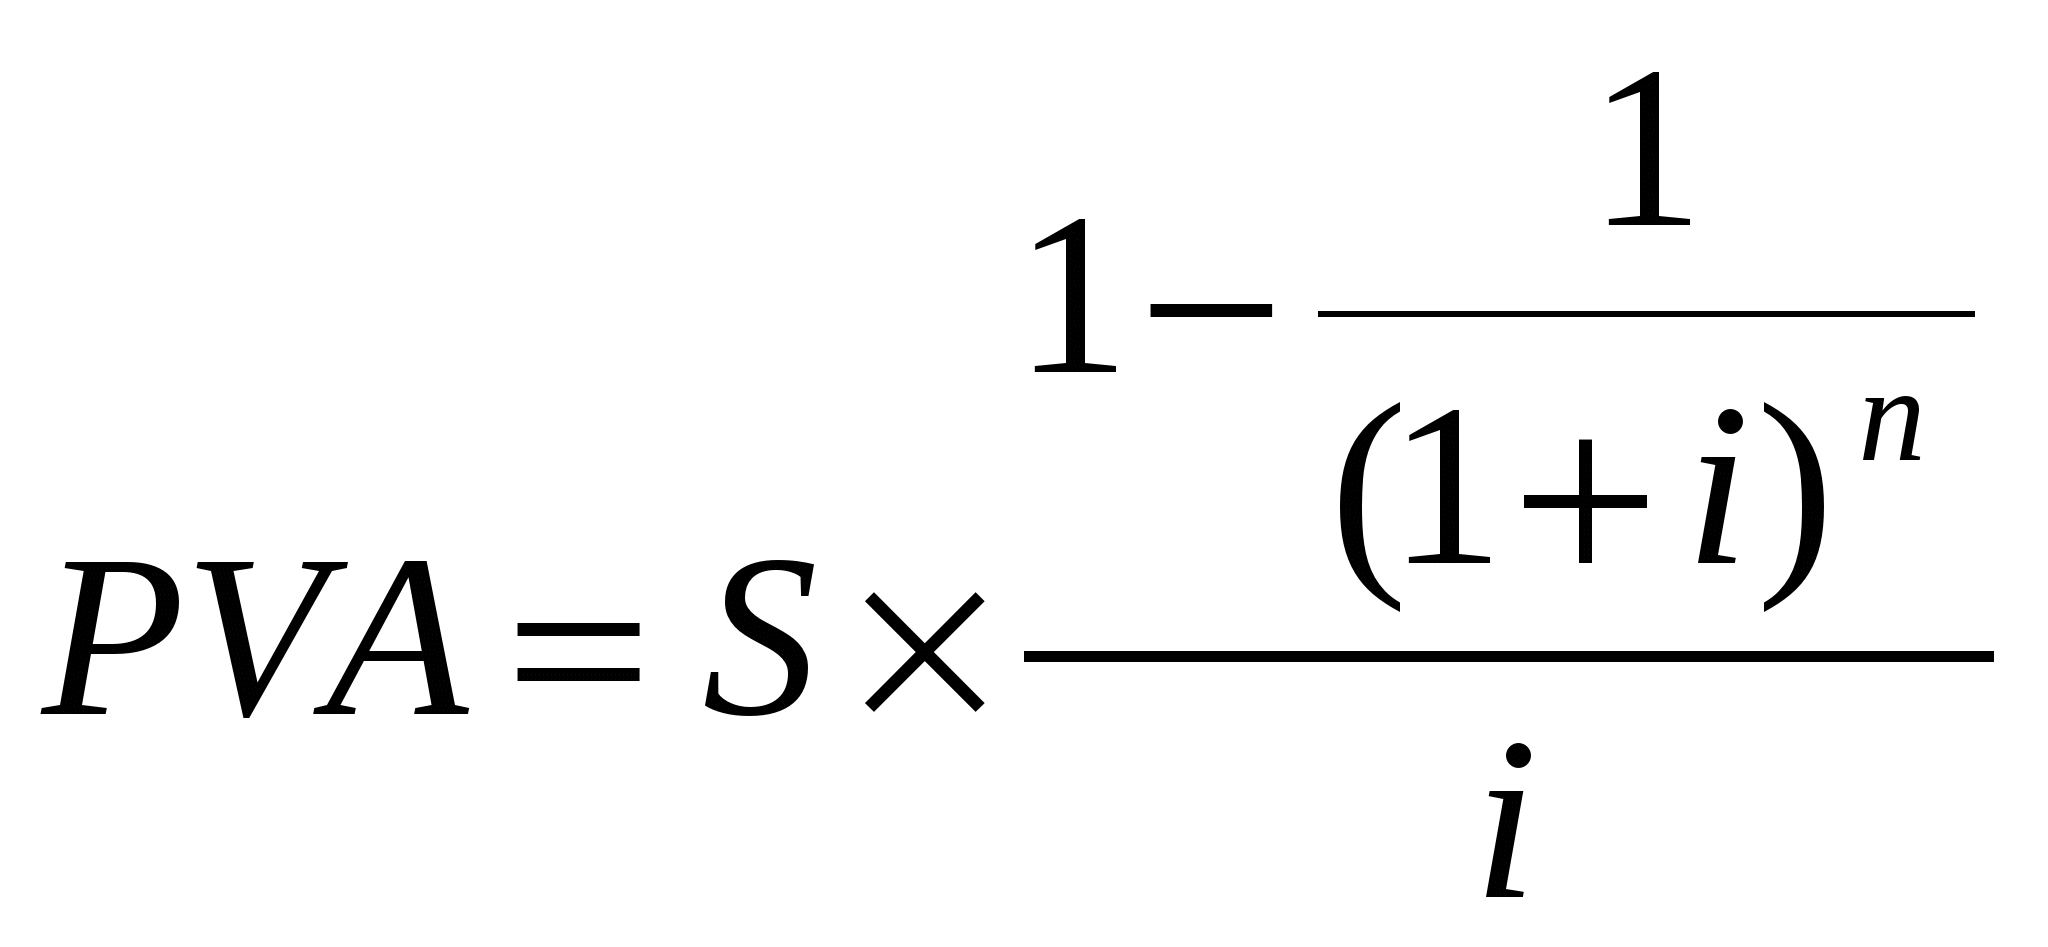 PVA = S × (1 − 1 / (1 + i)^n) / i